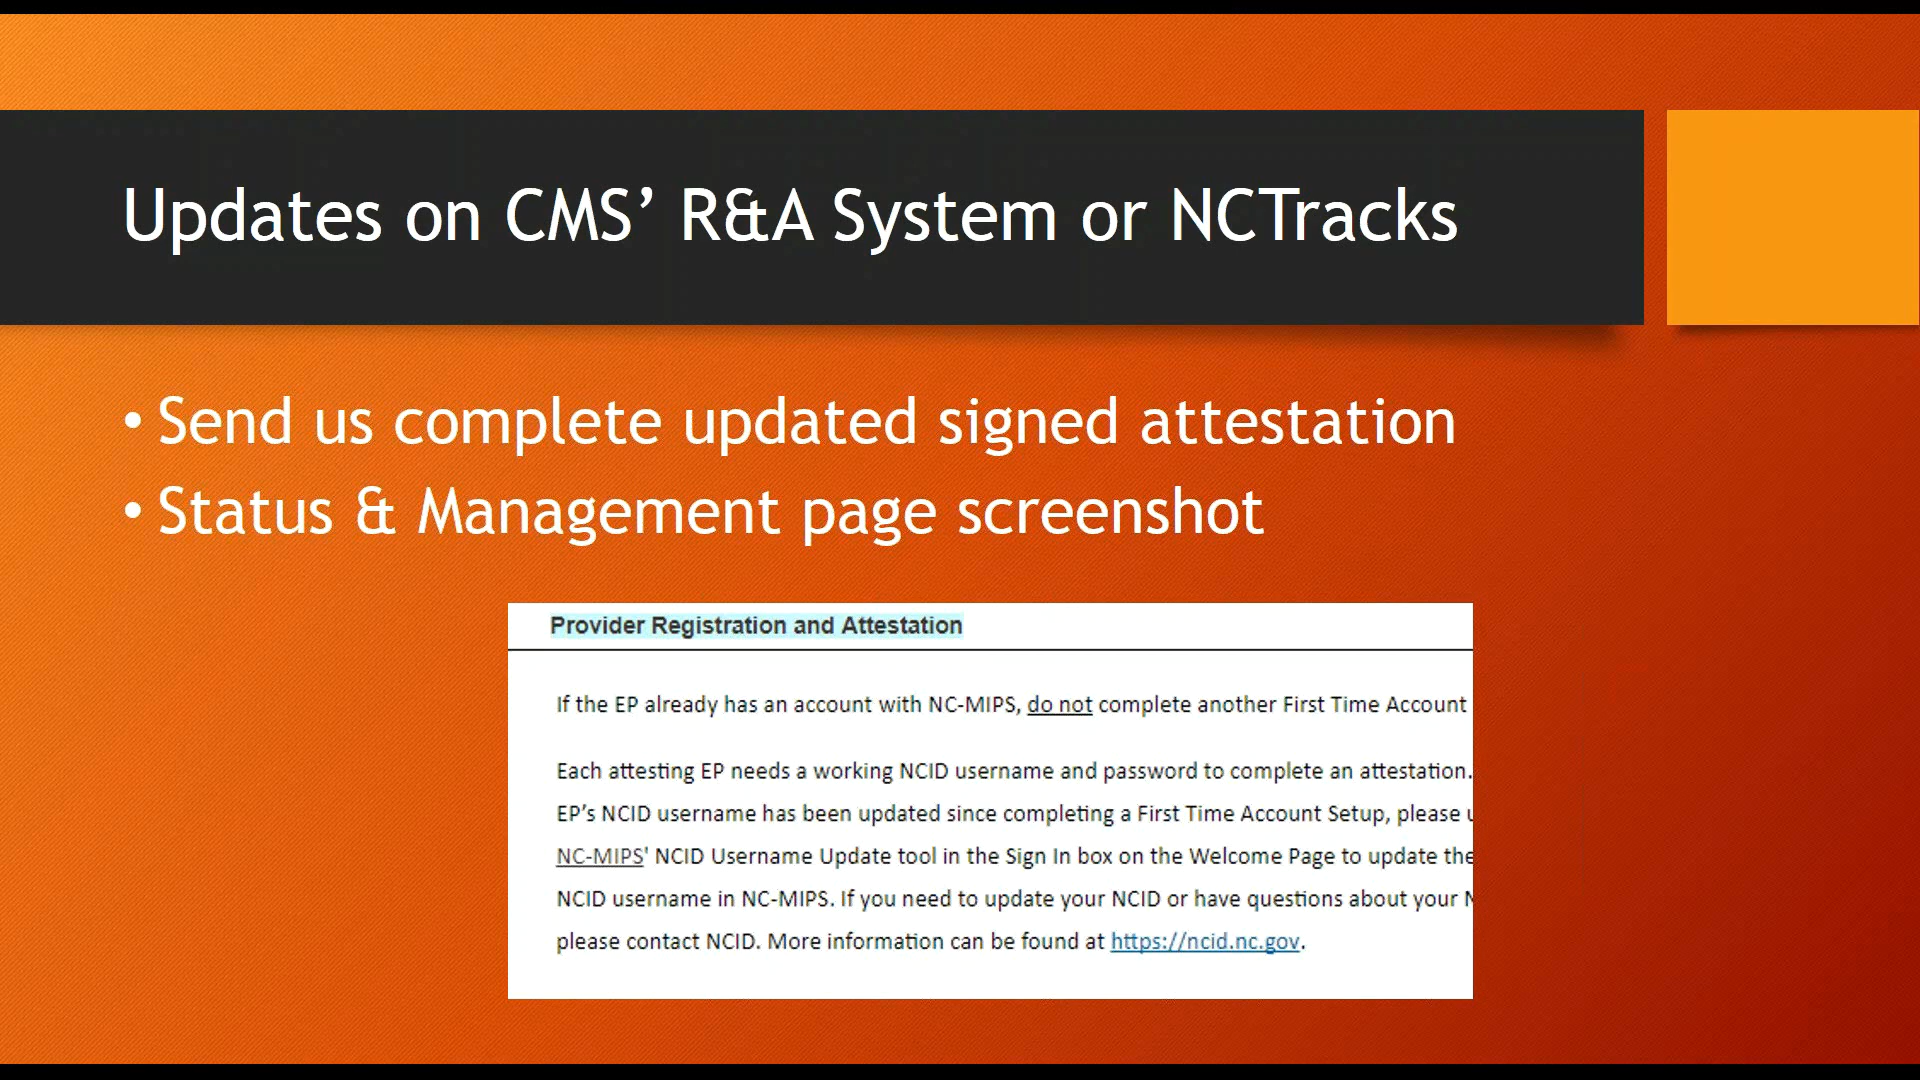 Updates on CMS’ R&A System or NCTracks
• Send us complete updated signed attestation
• Status & Management page screenshot
Provider Registration and Attestation
If the EP already has an account with NC-MIPS, do not complete another First Time Account
Each attesting EP needs a working NCID username and password to complete an attestation.
EP’s NCID username has been updated since completing a First Time Account Setup, please
NC-MIPS' NCID Username Update tool in the Sign In box on the Welcome Page to update the
NCID username in NC-MIPS. If you need to update your NCID or have questions about your
please contact NCID. More information can be found at https://ncid.nc.gov.